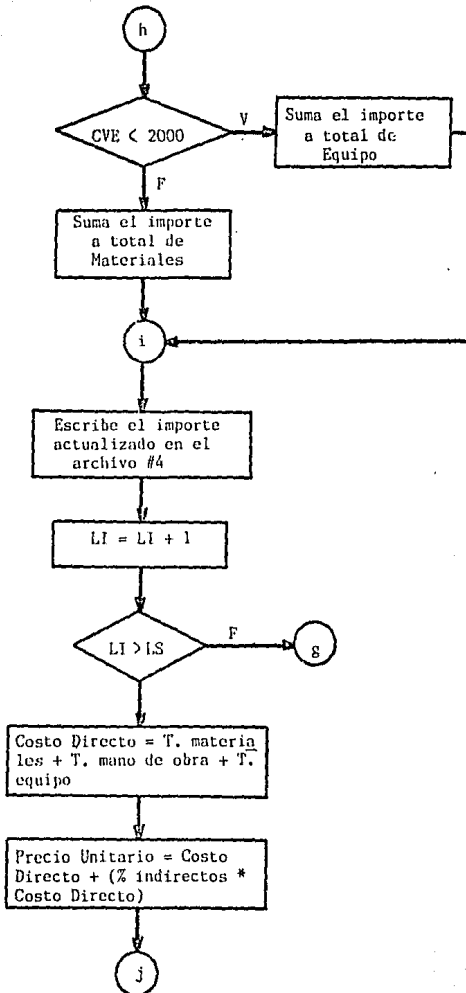 h
CVE < 2000
V
Suma el importe
a total de
Equipo
F
Suma el importe
a total de
Materiales
i
Escribe el importe
actualizado en el
archivo #4
LI = LI + 1
LI > LS
F
g
Costo Directo = T. materia
les + T. mano de obra + T.
equipo
Precio Unitario = Costo
Directo + (% indirectos *
Costo Directo)
j